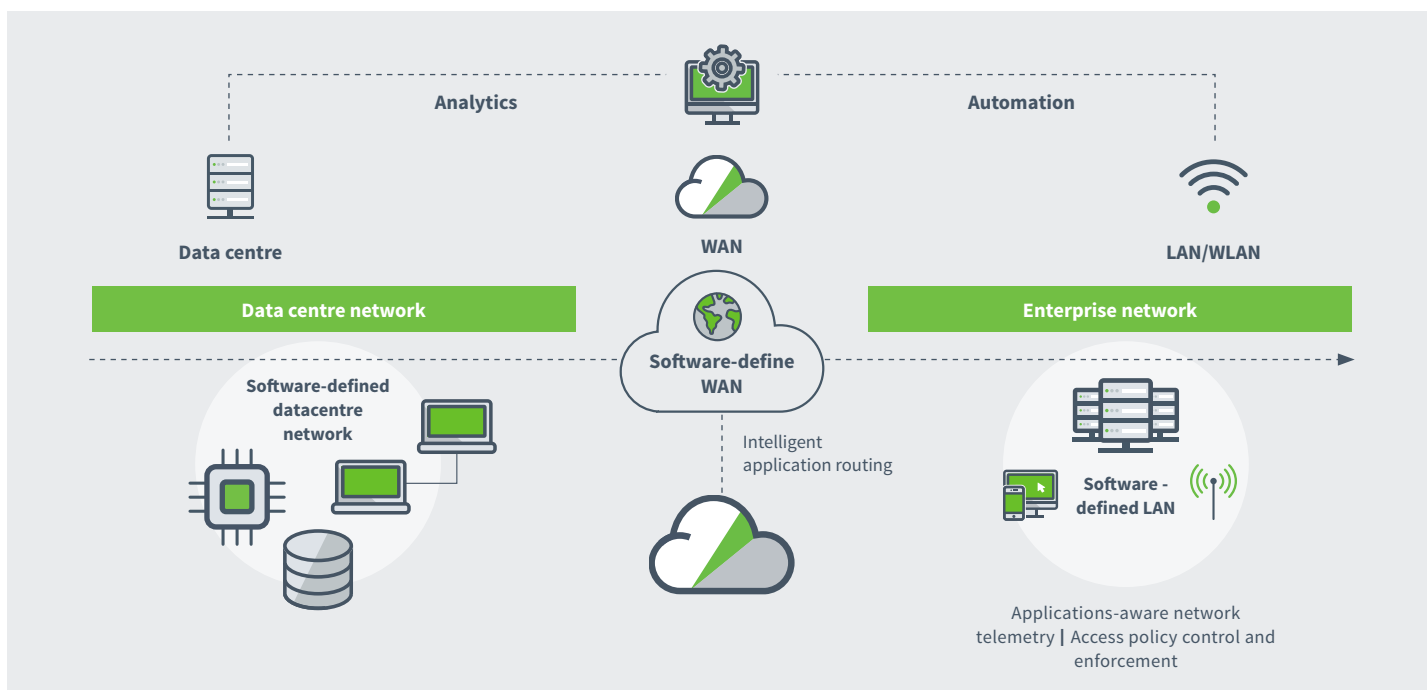 Analytics
Automation
Data centre
WAN
LAN/WLAN
Data centre network
Enterprise network
Software-define
WAN
Software-defined
datacentre
network
Intelligent
application routing
Software -
defined LAN
Applications-aware network
telemetry | Access policy control and
enforcement